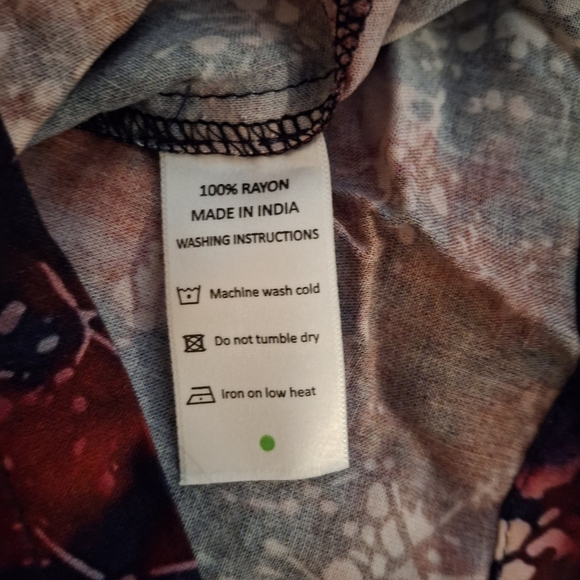 100% RAYON
MADE IN INDIA
WASHING INSTRUCTIONS
Machine wash cold
Do not tumble dry
Iron on low heat